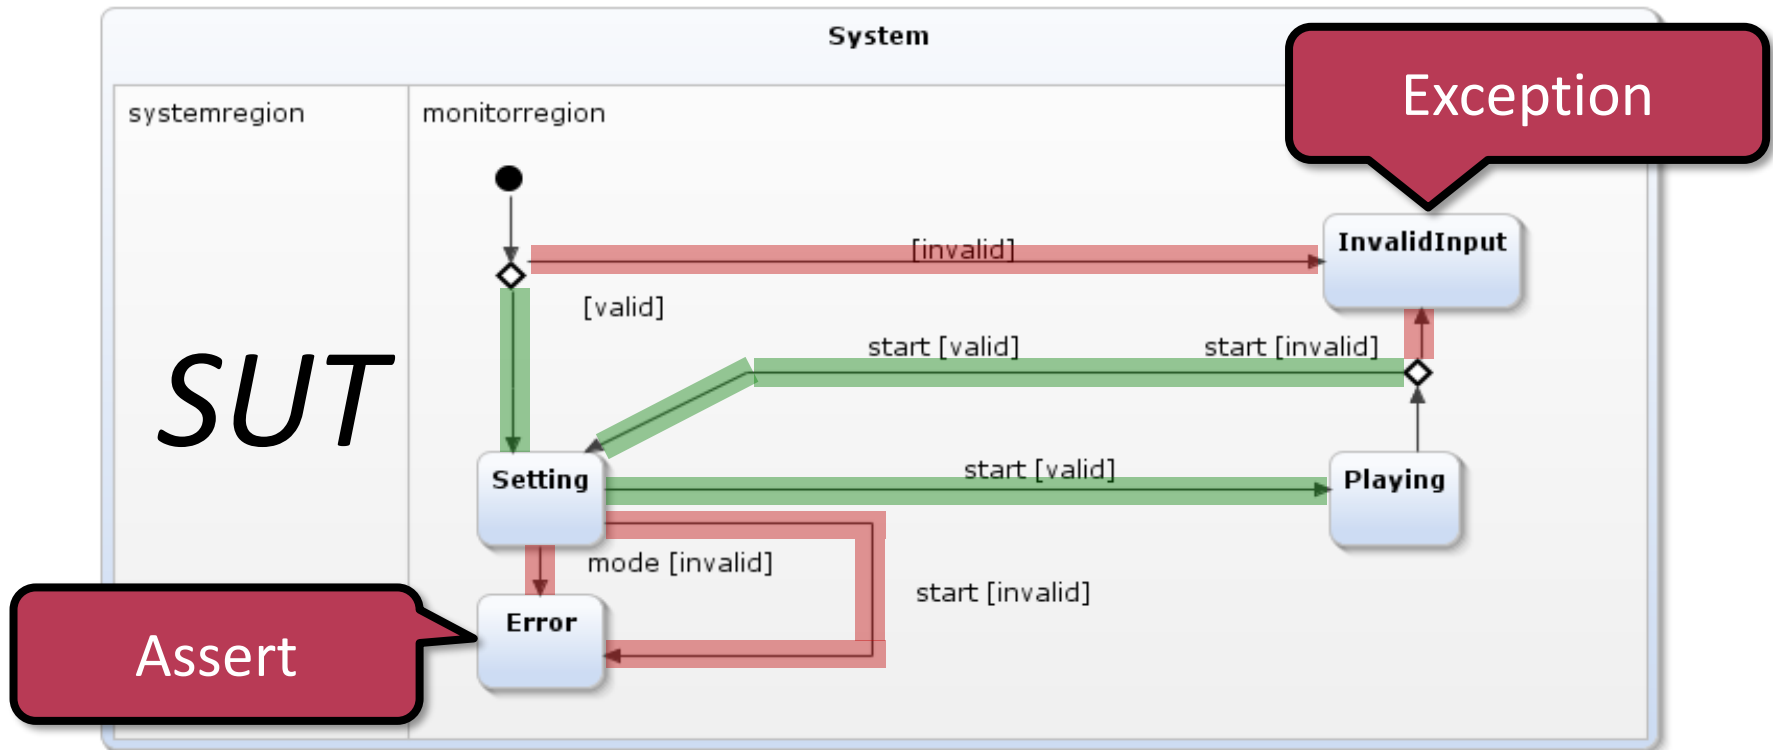 System
Exception
systemregion
monitorregion
InvalidInput
[invalid]
[valid]
start [valid]
start [invalid]
SUT
Setting
start [valid]
Playing
mode [invalid]
start [invalid]
Error
Assert